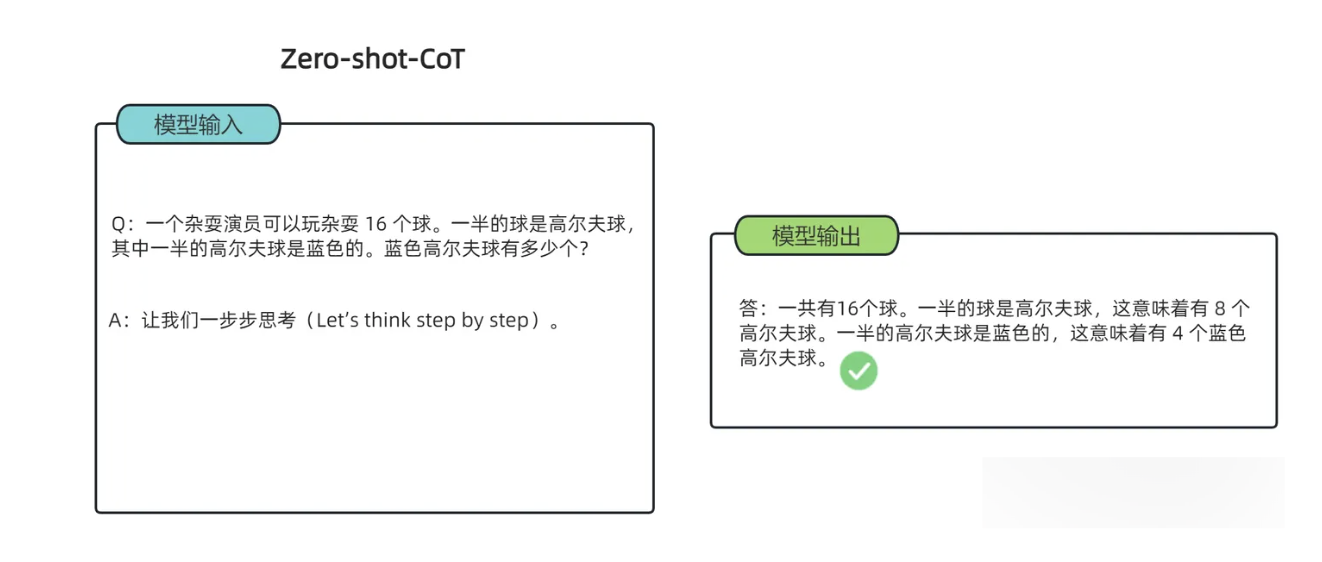 Zero-shot-CoT
模型输入
Q：一个杂耍演员可以玩杂耍 16 个球。一半的球是高尔夫球，
其中一半的高尔夫球是蓝色的。蓝色高尔夫球有多少个？
A：让我们一步步思考（Let’s think step by step）。
模型输出
答：一共有16个球。一半的球是高尔夫球，这意味着有 8 个
高尔夫球。一半的高尔夫球是蓝色的，这意味着有 4 个蓝色
高尔夫球。